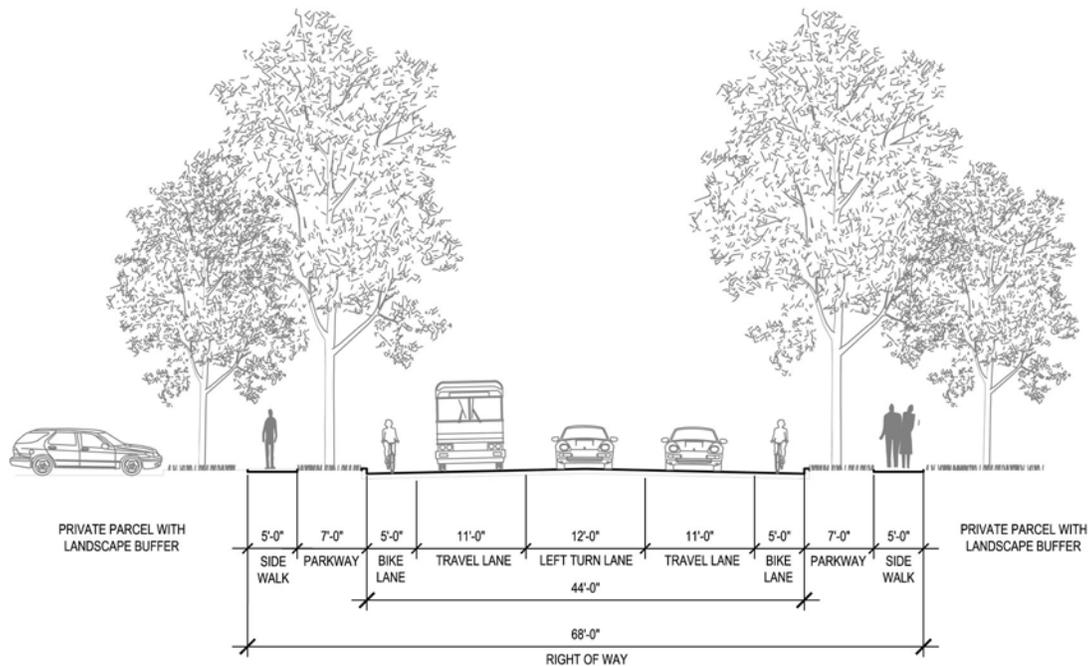 PRIVATE PARCEL WITH
LANDSCAPE BUFFER
5'-0"
7'-0"
5'-0"
11'-0"
12'-0"
11'-0"
5'-0"
7'-0"
5'-0"
SIDE
WALK
PARKWAY
BIKE
LANE
TRAVEL LANE
LEFT TURN LANE
TRAVEL LANE
BIKE
LANE
PARKWAY
SIDE
WALK
PRIVATE PARCEL WITH
LANDSCAPE BUFFER
44'-0"
68'-0"
RIGHT OF WAY